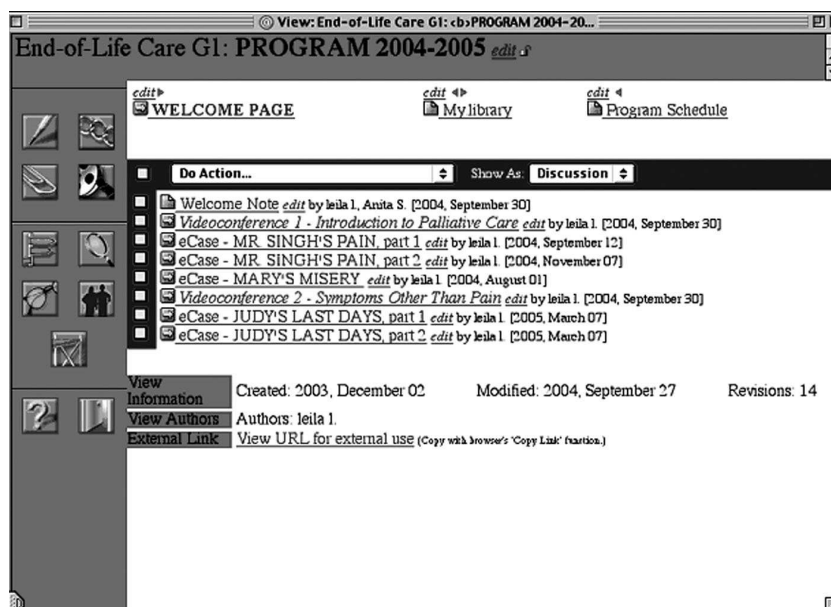 View: End-of-Life Care G1: <b>PROGRAM 2004-20...
End-of-Life Care G1: PROGRAM 2004-2005 edit
edit edit edit
WELCOME PAGE My library Program Schedule
Do Action... Show As: Discussion
Welcome Note edit by leila l., Anita S. [2004, September 30]
Videoconference 1 - Introduction to Palliative Care edit by leila l. [2004, September 30]
eCase - MR. SINGH'S PAIN, part 1 edit by leila l. [2004, September 12]
eCase - MR. SINGH'S PAIN, part 2 edit by leila l. [2004, November 07]
eCase - MARY'S MISERY edit by leila l. [2004, August 01]
Videoconference 2 - Symptoms Other Than Pain edit by leila l. [2004, September 30]
eCase - JUDY'S LAST DAYS, part 1 edit by leila l. [2005, March 07]
eCase - JUDY'S LAST DAYS, part 2 edit by leila l. [2005, March 07]
View
Information Created: 2003, December 02 Modified: 2004, September 27 Revisions: 14
View Authors Authors: leila l.
External Link View URL for external use (Copy with browser's 'Copy Link' function.)